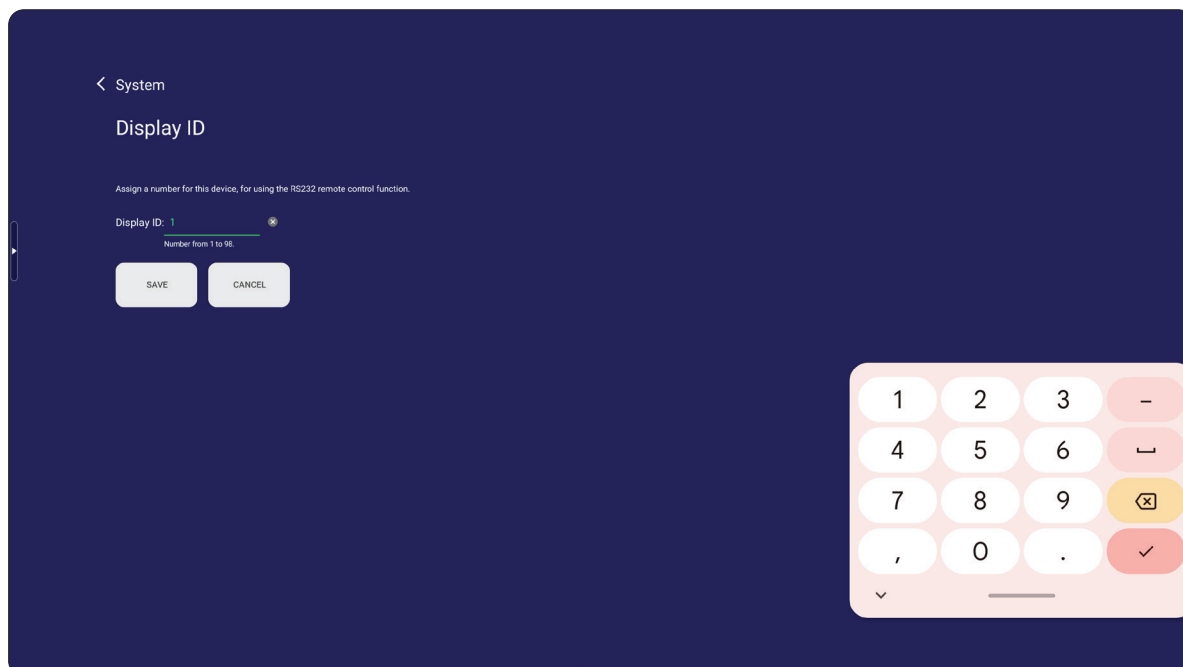 System
Display ID
Assign a number for this device, for using the RS232 remote control function.
Display ID: 1
Number from 1 to 98.
SAVE CANCEL
1 2 3 –
4 5 6
7 8 9
, 0 .